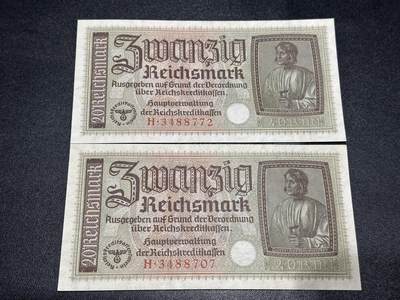 Zwanzig
Reichsmark
Ausgegeben auf Grund der Verordnung
über Reichskreditkassen.
Hauptverwaltung
der Reichskreditkassen
H·3488772
20 Reichsmark
Zwanzig
Reichsmark
Ausgegeben auf Grund der Verordnung
über Reichskreditkassen.
Hauptverwaltung
der Reichskreditkassen
H·3488707
20 Reichsmark